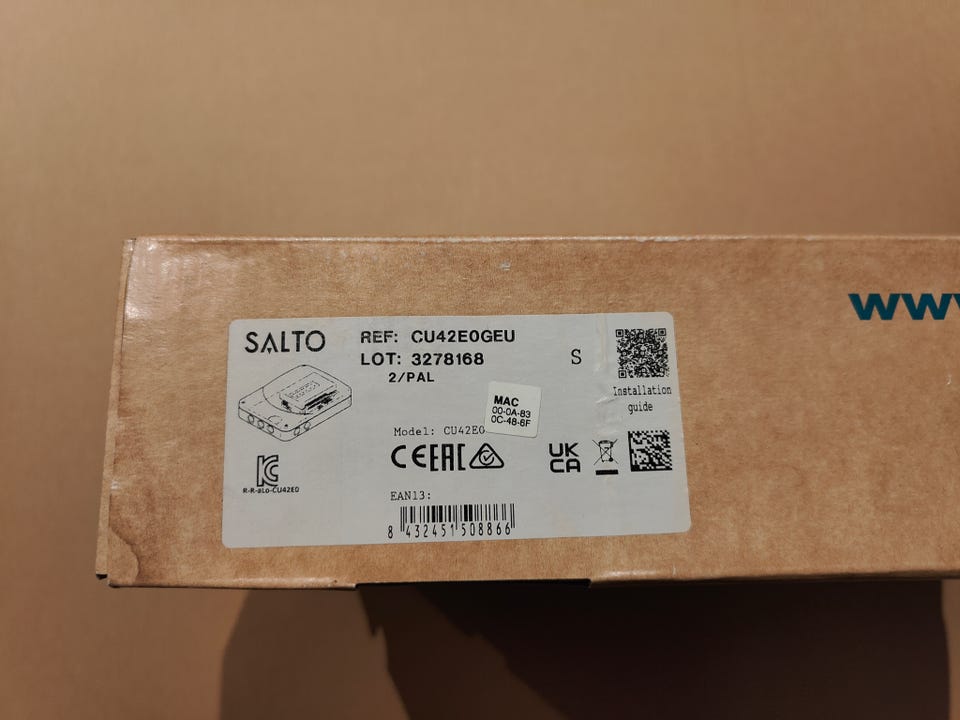 www
SALTO
REF: CU42E0GEU
LOT: 3278168
2/PAL
S
Installation
guide
MAC
00-0A-83
0C-48-6F
Model: CU42E0
CE EAC
UK
CA
R-R-aLo-CU42E0
EAN13:
8 432451 508866